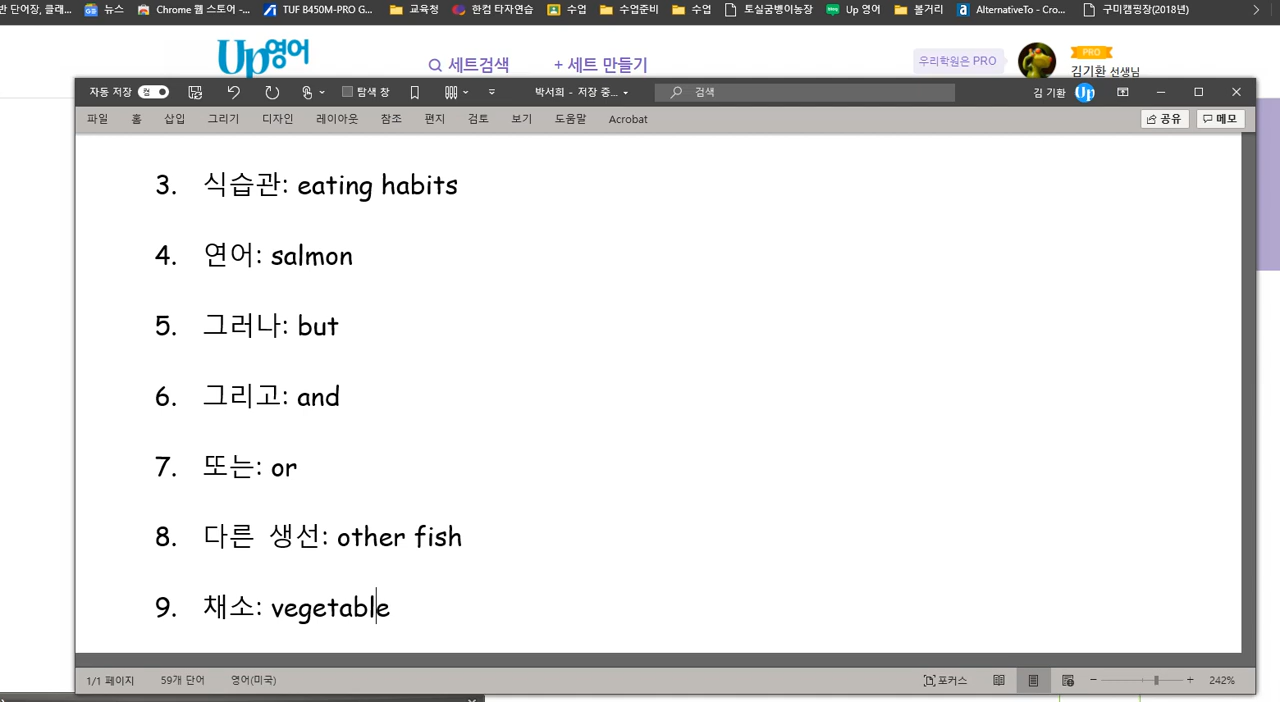 반 단어장, 클래... 뉴스 Chrome 웹 스토어 -... TUF B450M-PRO G... 교육청 한컴 타자연습 수업 수업준비 수업 토실굼벵이농장 Up 영어 볼거리 AlternativeTo - Cro... 구미캠핑장(2018년)
Up영어 세트검색 + 세트 만들기 우리학원은 PRO PRO
김기환 선생님
자동 저장 탐색 창 박서희 - 저장 중... 검색 김 기환 Up
파일 홈 삽입 그리기 디자인 레이아웃 참조 편지 검토 보기 도움말 Acrobat 공유 메모
3. 식습관: eating habits
4. 연어: salmon
5. 그러나: but
6. 그리고: and
7. 또는: or
8. 다른 생선: other fish
9. 채소: vegetable
1/1 페이지 59개 단어 영어(미국) 포커스 242%